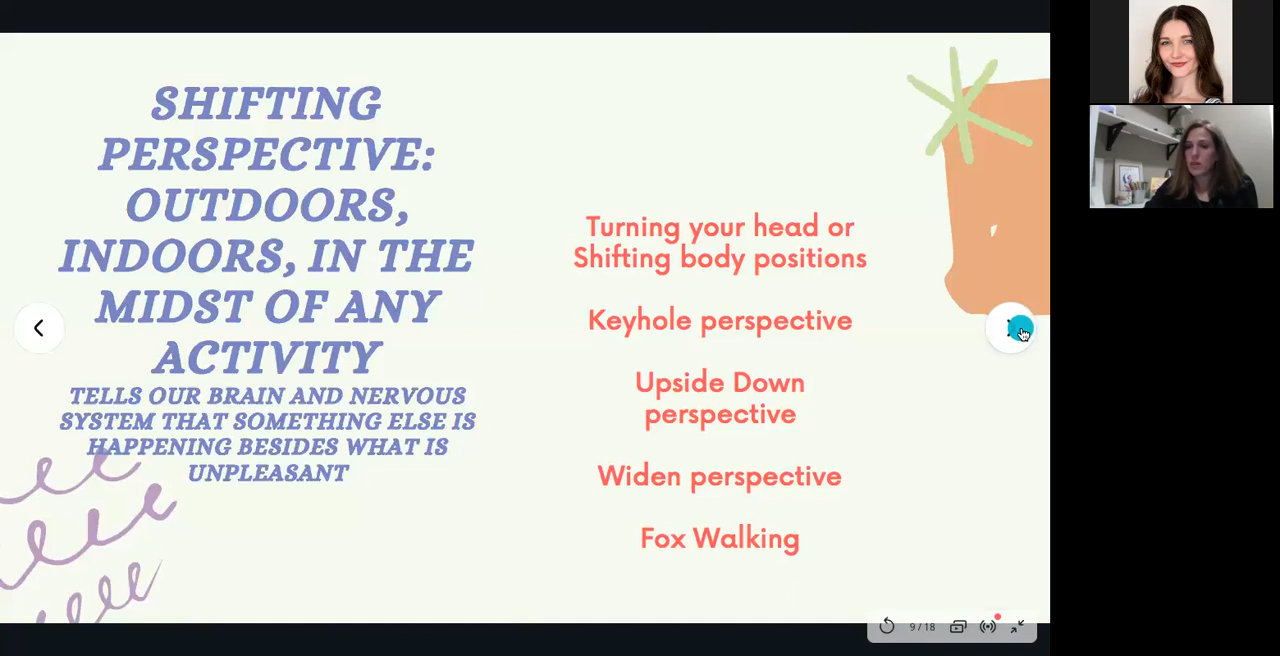 SHIFTING
PERSPECTIVE:
OUTDOORS,
INDOORS, IN THE
MIDST OF ANY
ACTIVITY
TELLS OUR BRAIN AND NERVOUS
SYSTEM THAT SOMETHING ELSE IS
HAPPENING BESIDES WHAT IS
UNPLEASANT
Turning your head or
Shifting body positions
Keyhole perspective
Upside Down
perspective
Widen perspective
Fox Walking
9 / 18